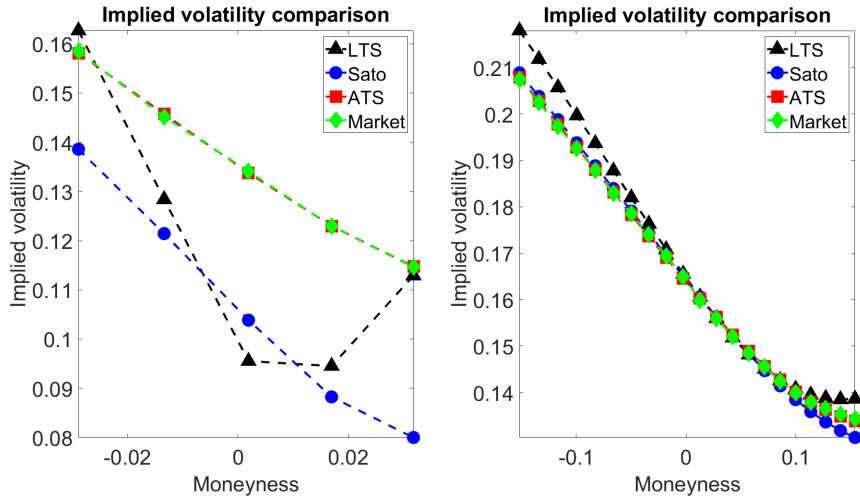 Implied volatility comparison
0.16
0.15
0.14
0.13
0.12
0.11
0.1
0.09
0.08
Implied volatility
-0.02
0
0.02
Moneyness
LTS
Sato
ATS
Market
Implied volatility comparison
0.21
0.2
0.19
0.18
0.17
0.16
0.15
0.14
Implied volatility
-0.1
0
0.1
Moneyness
LTS
Sato
ATS
Market